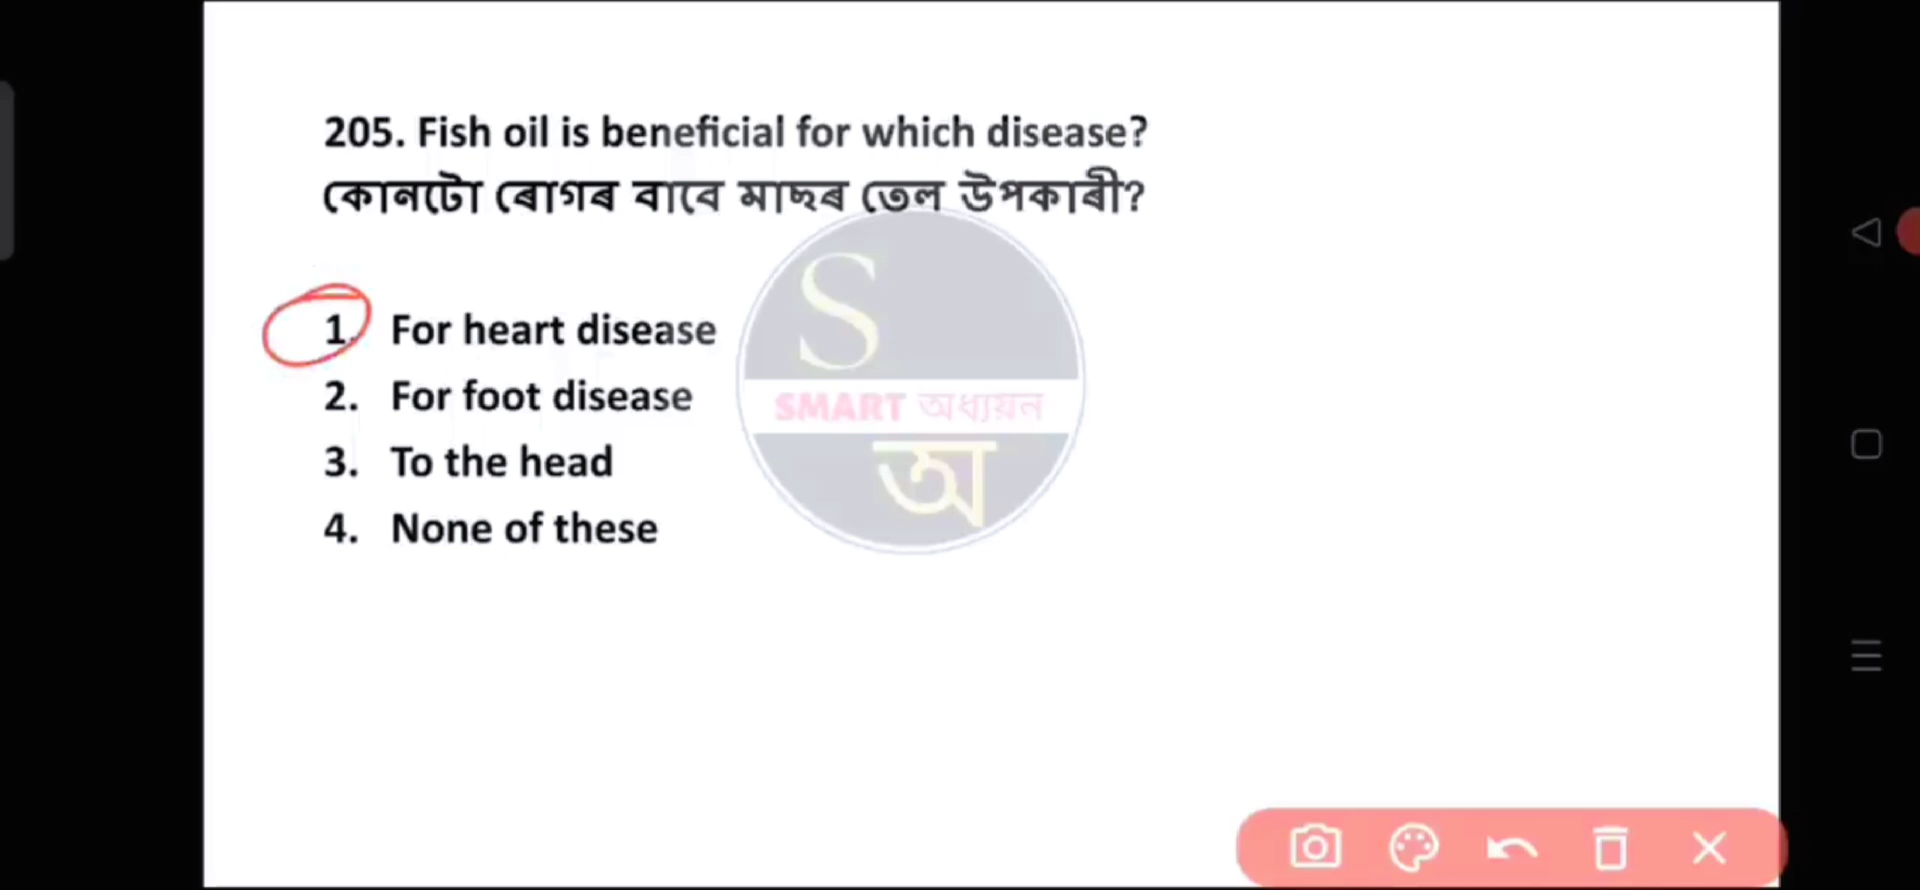 205. Fish oil is beneficial for which disease?
কোনটো ৰোগৰ বাবে মাছৰ তেল উপকাৰী?
1. For heart disease
2. For foot disease
3. To the head
4. None of these
S
SMART অধ্যয়ন
অ